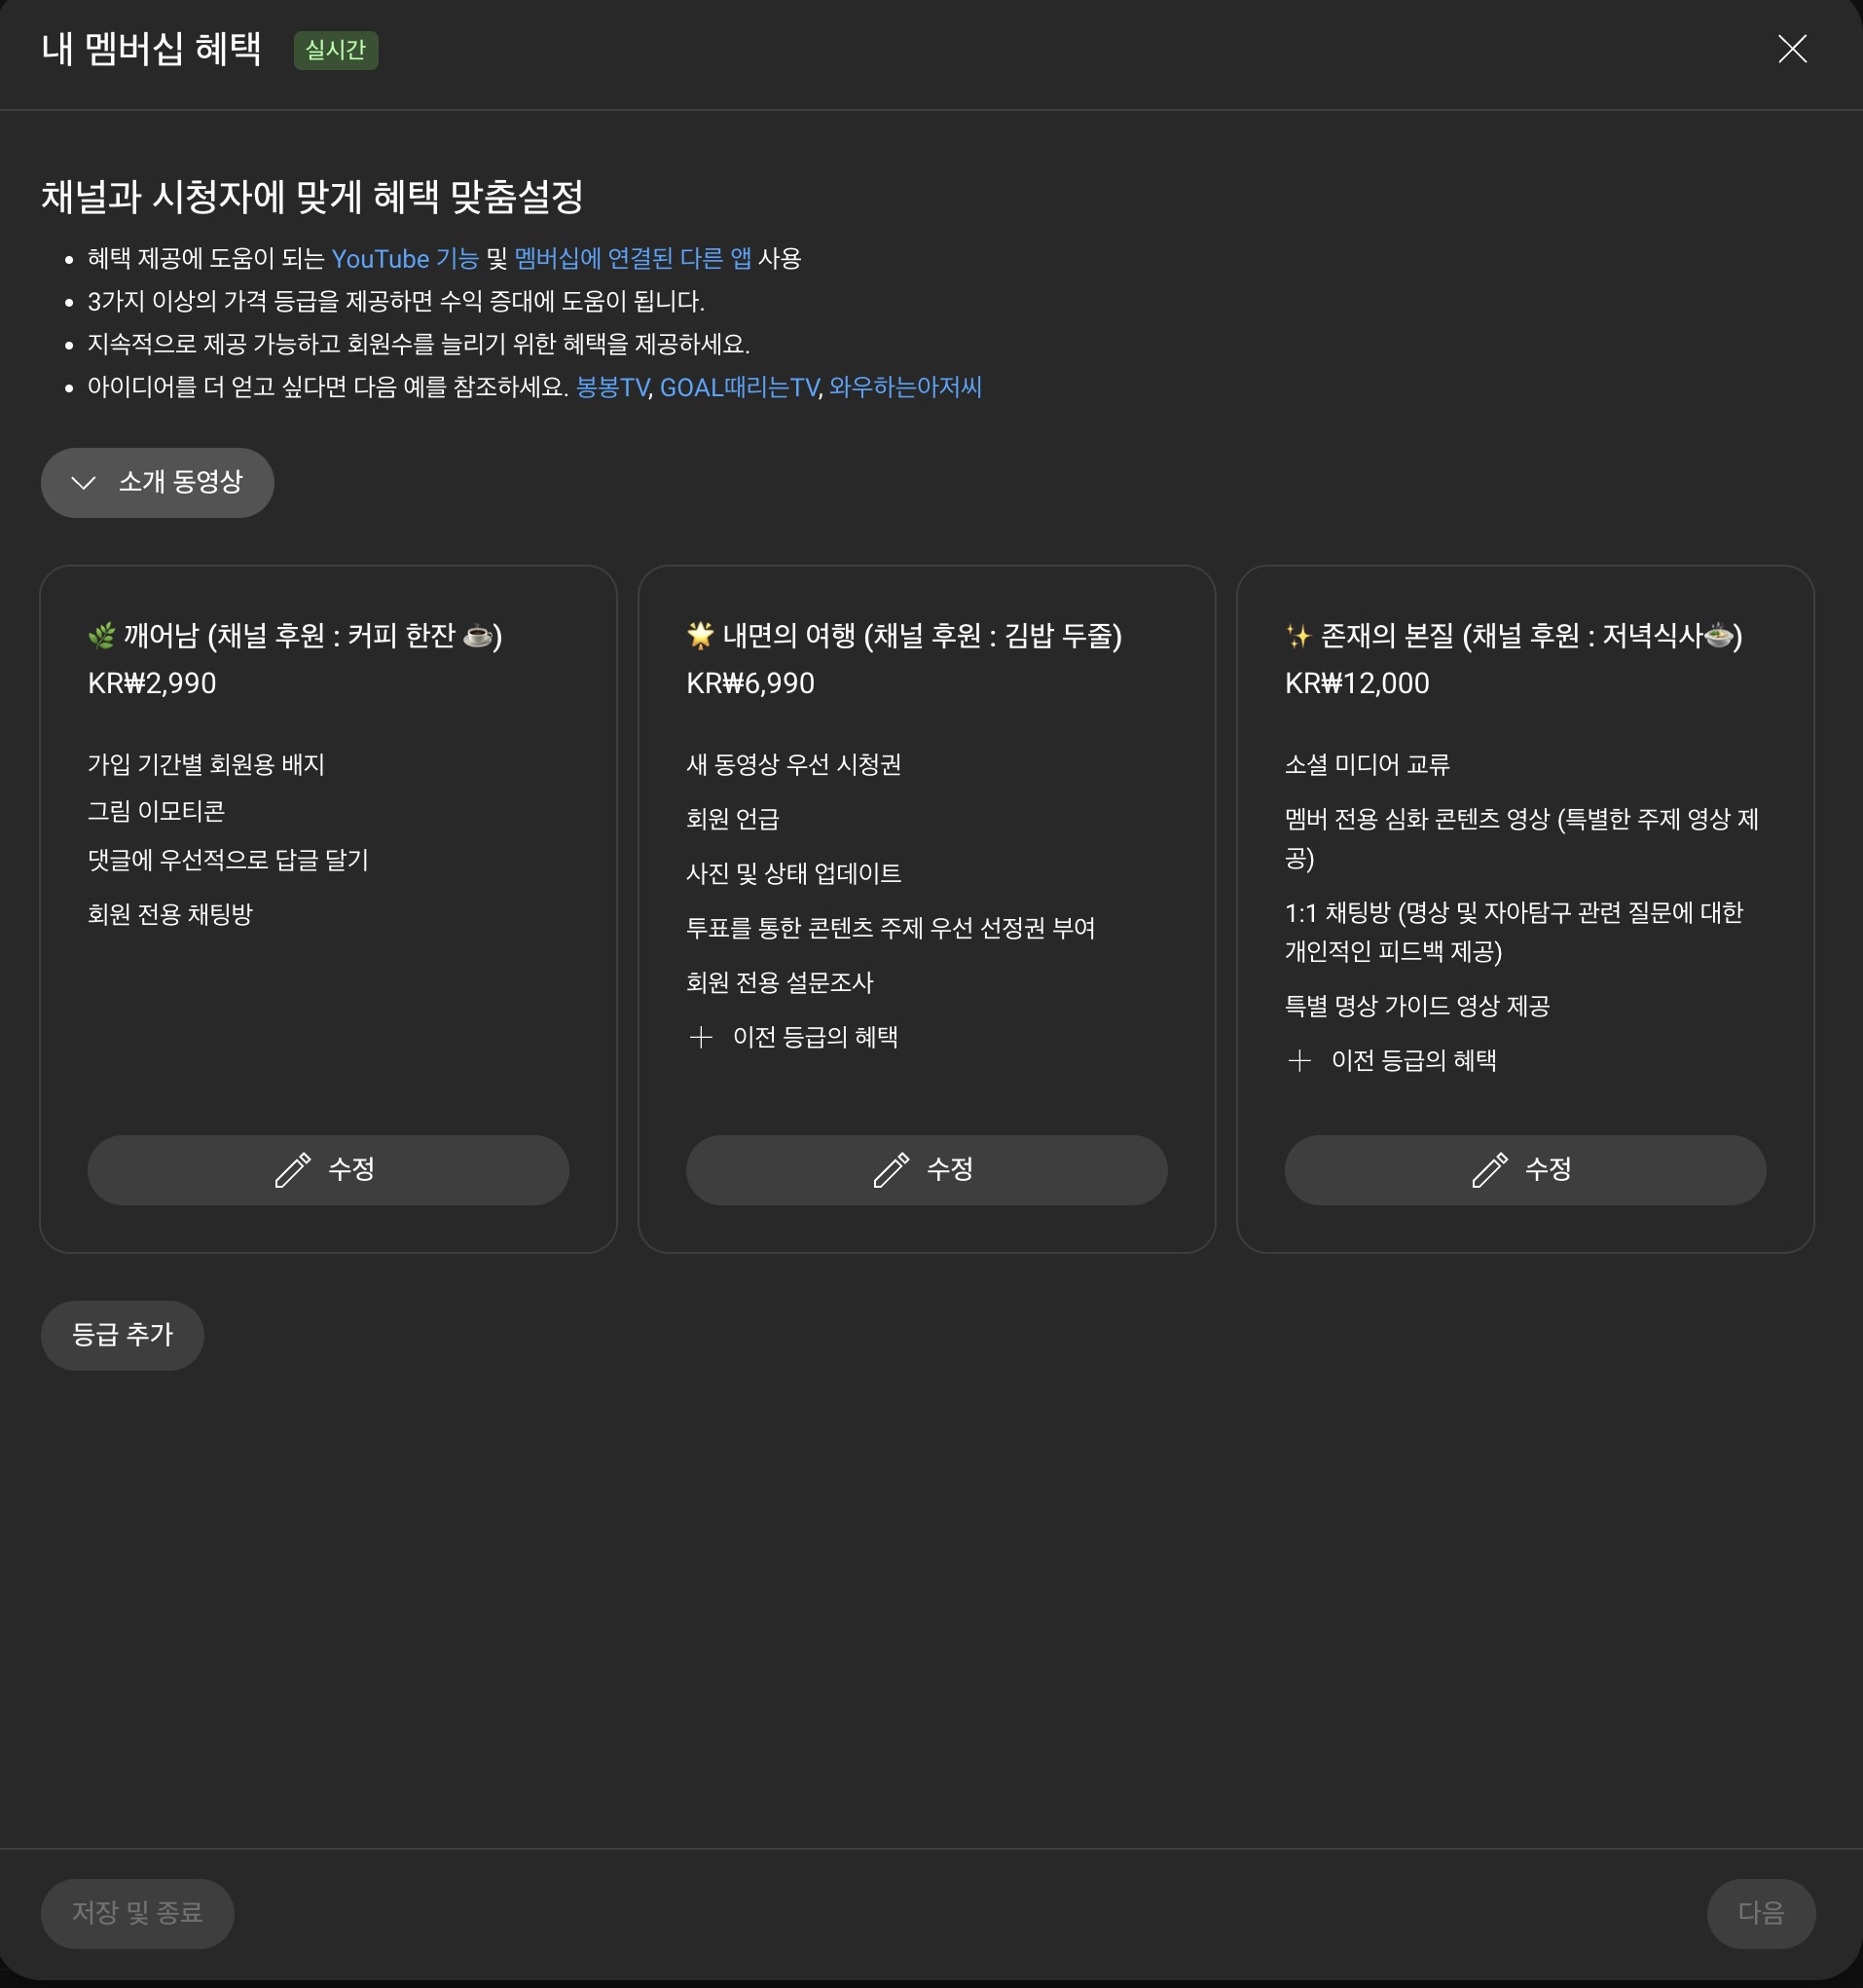 내 멤버십 혜택 실시간
채널과 시청자에 맞게 혜택 맞춤설정
• 혜택 제공에 도움이 되는 YouTube 기능 및 멤버십에 연결된 다른 앱 사용
• 3가지 이상의 가격 등급을 제공하면 수익 증대에 도움이 됩니다.
• 지속적으로 제공 가능하고 회원수를 늘리기 위한 혜택을 제공하세요.
• 아이디어를 더 얻고 싶다면 다음 예를 참조하세요. 봉봉TV, GOAL때리는TV, 와우하는아저씨
소개 동영상
🌿 깨어남 (채널 후원 : 커피 한잔 ☕)
KR₩2,990
가입 기간별 회원용 배지
그림 이모티콘
댓글에 우선적으로 답글 달기
회원 전용 채팅방
수정
🌟 내면의 여행 (채널 후원 : 김밥 두줄)
KR₩6,990
새 동영상 우선 시청권
회원 언급
사진 및 상태 업데이트
투표를 통한 콘텐츠 주제 우선 선정권 부여
회원 전용 설문조사
+ 이전 등급의 혜택
수정
✨ 존재의 본질 (채널 후원 : 저녁식사🍲)
KR₩12,000
소셜 미디어 교류
멤버 전용 심화 콘텐츠 영상 (특별한 주제 영상 제
공)
1:1 채팅방 (명상 및 자아탐구 관련 질문에 대한
개인적인 피드백 제공)
특별 명상 가이드 영상 제공
+ 이전 등급의 혜택
수정
등급 추가
저장 및 종료
다음